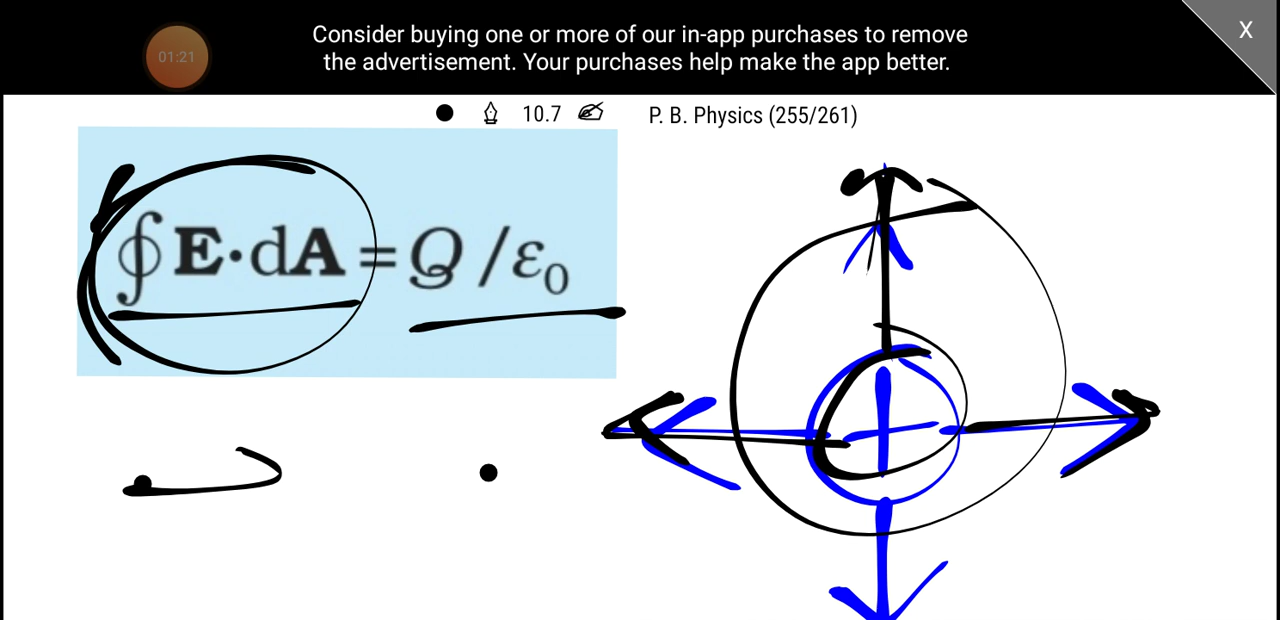 Consider buying one or more of our in-app purchases to remove
the advertisement. Your purchases help make the app better.
X
01:21
10.7 P. B. Physics (255/261)
∮E·dA = Q /ε₀
+